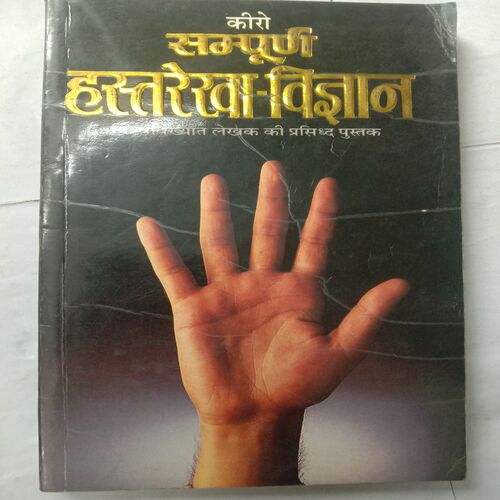 कीरो
सम्पूर्ण
हस्तरेखा-विज्ञान
लेखक की प्रसिध्द पुस्तक